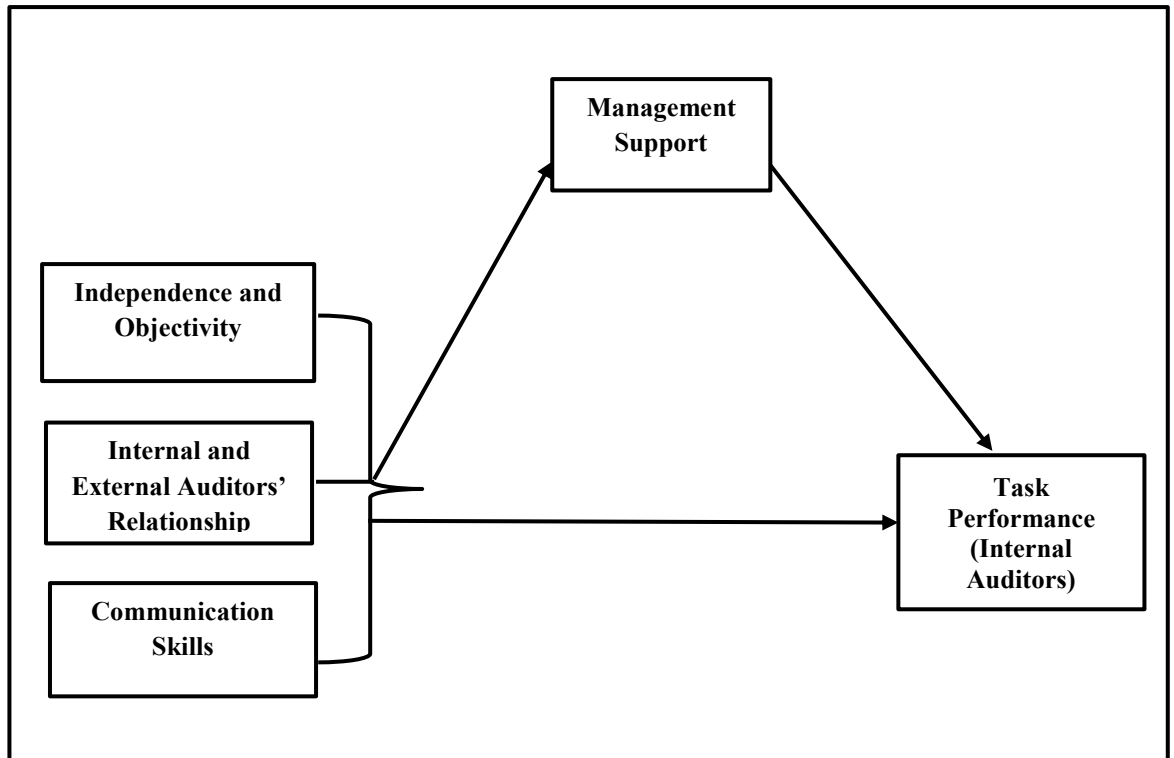 Management
Support
Independence and
Objectivity
Internal and
External Auditors’
Relationship
Task
Performance
(Internal
Auditors)
Communication
Skills